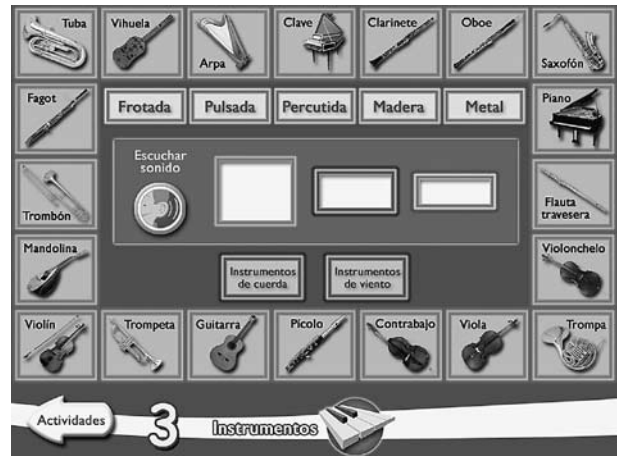 Tuba
Vihuela
Arpa
Clave
Clarinete
Oboe
Saxofón
Fagot
Frotada
Pulsada
Percutida
Madera
Metal
Piano
Escuchar
sonido
Trombón
Flauta
travesera
Mandolina
Instrumentos
de cuerda
Instrumentos
de viento
Violonchelo
Violín
Trompeta
Guitarra
Pícolo
Contrabajo
Viola
Trompa
Actividades
3
Instrumentos